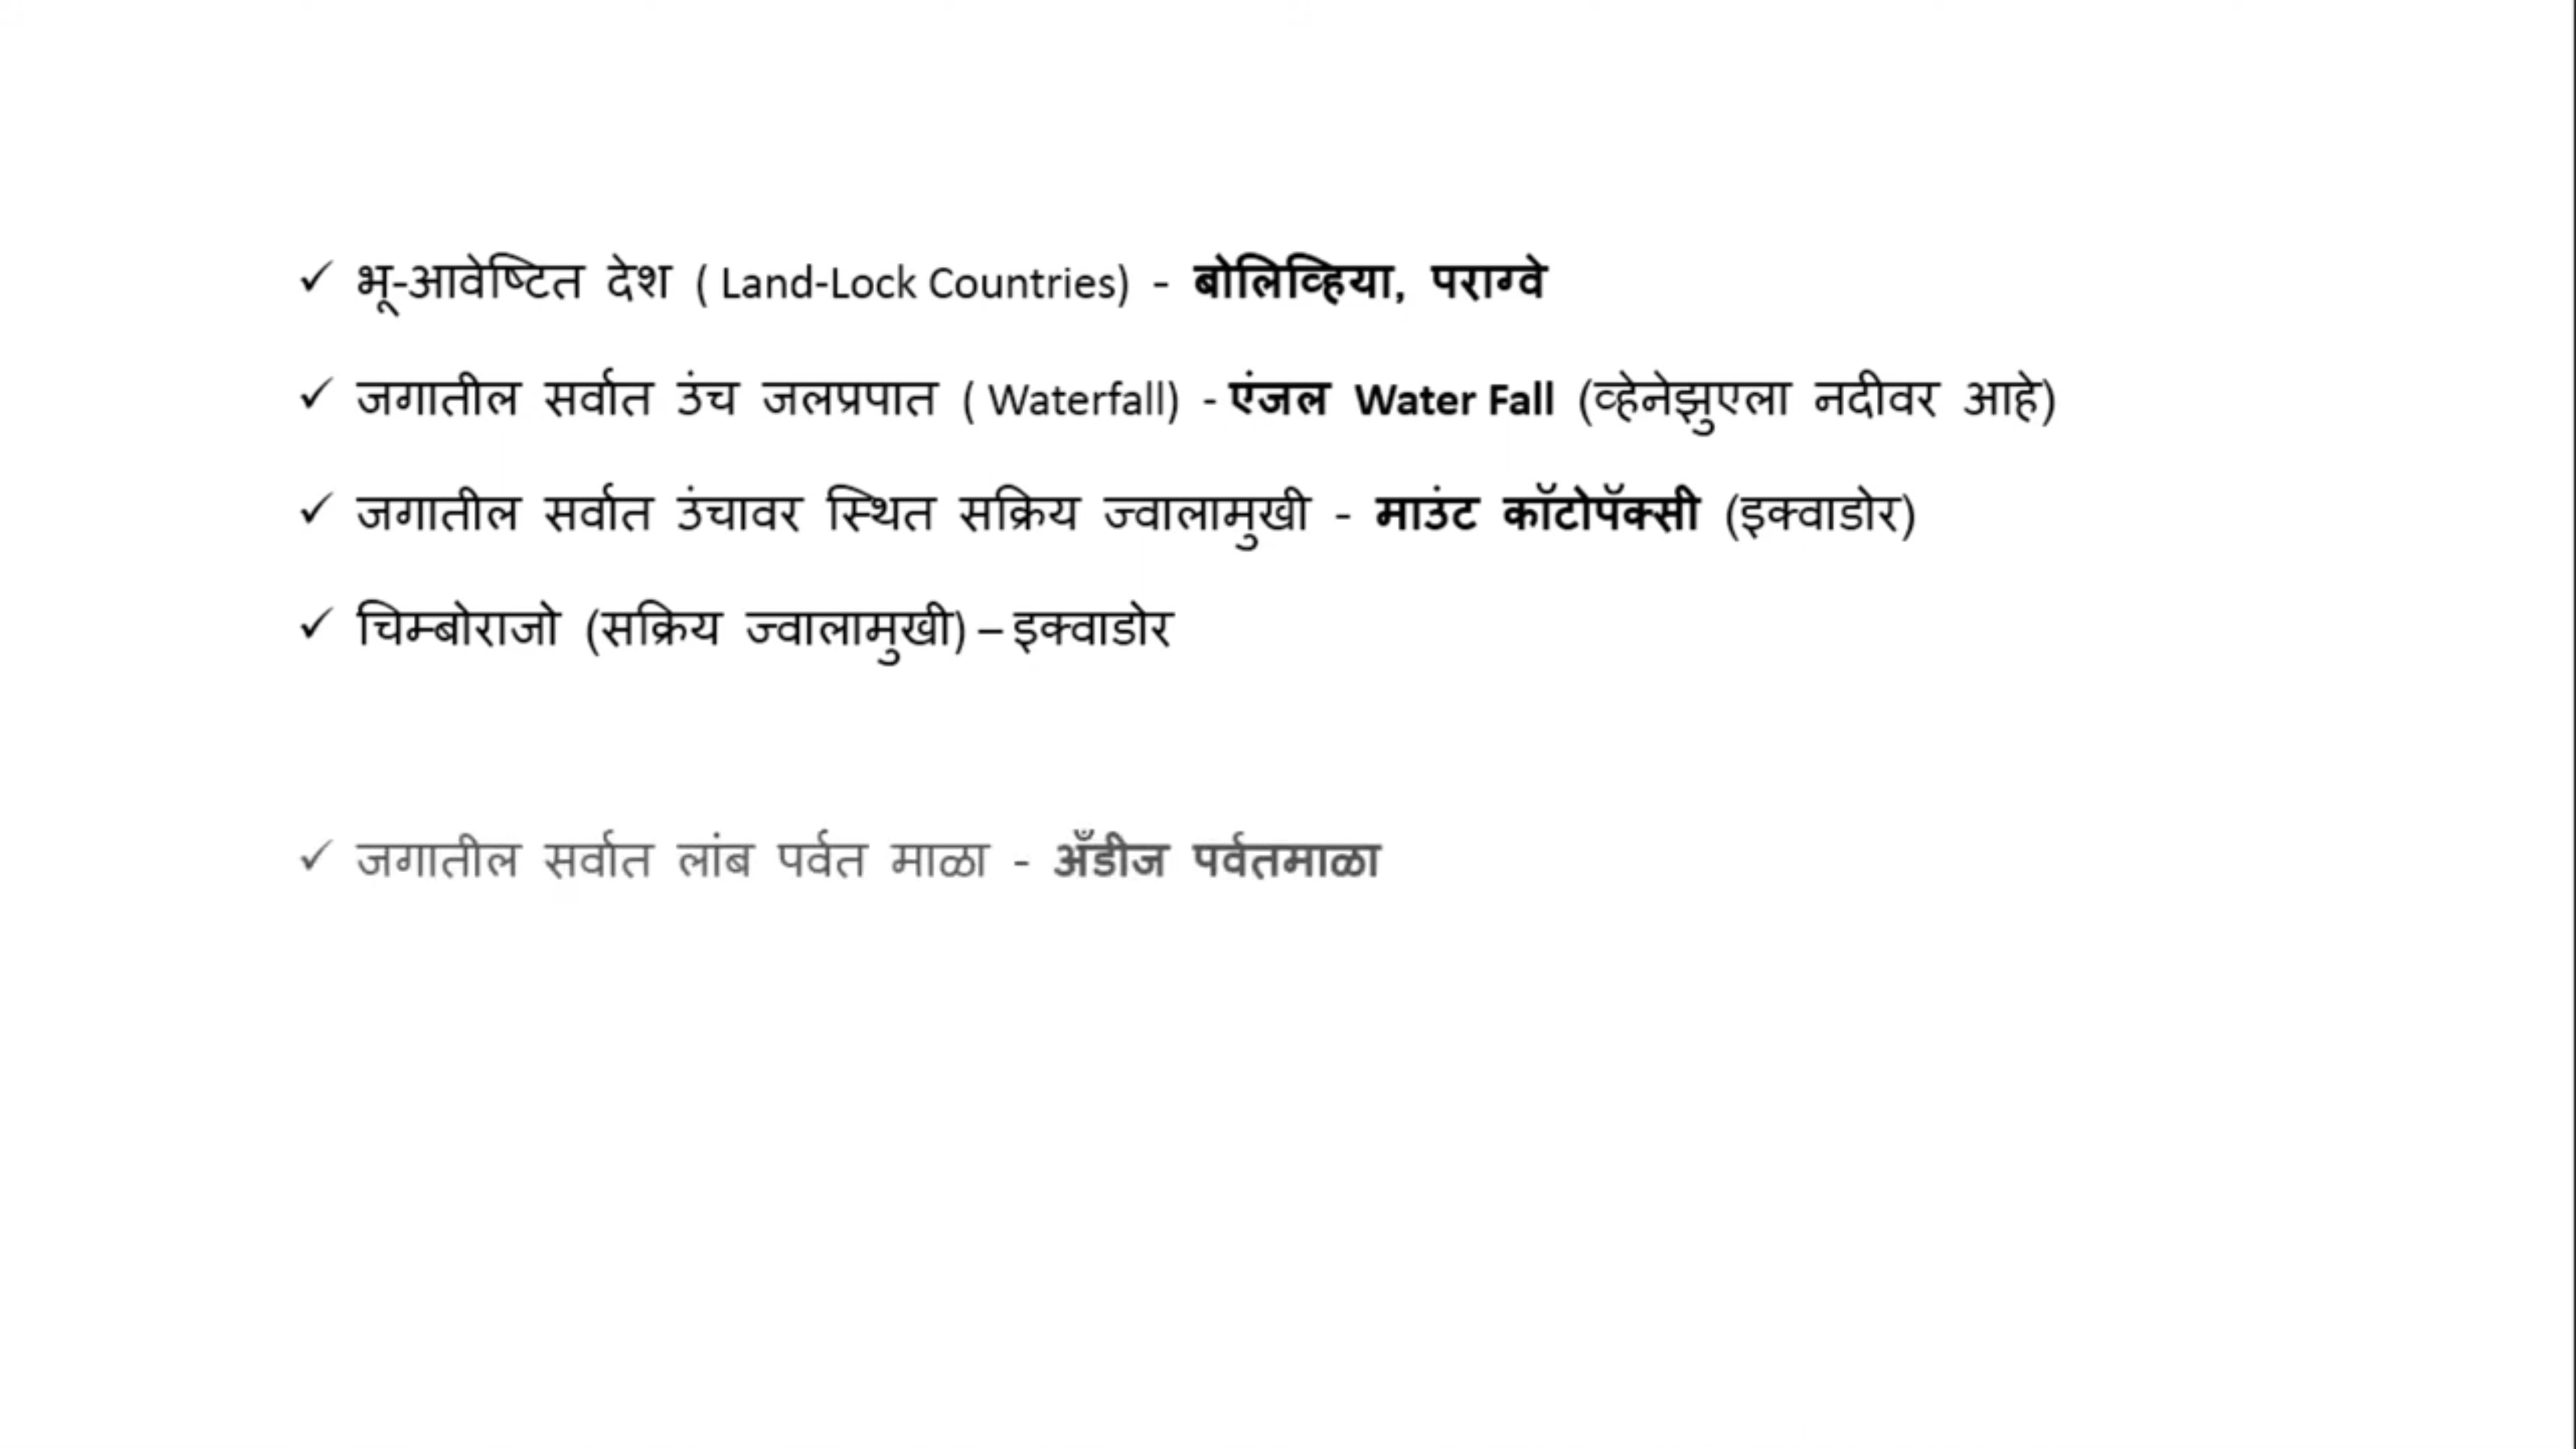 ✓ भू-आवेष्टित देश ( Land-Lock Countries) - बोलिव्हिया, पराग्वे
✓ जगातील सर्वात उंच जलप्रपात ( Waterfall) - एंजल Water Fall (व्हेनेझुएला नदीवर आहे)
✓ जगातील सर्वात उंचावर स्थित सक्रिय ज्वालामुखी - माउंट कॉटोपॅक्सी (इक्वाडोर)
✓ चिम्बोराजो (सक्रिय ज्वालामुखी) – इक्वाडोर
✓ जगातील सर्वात लांब पर्वत माळा - अँडीज पर्वतमाळा